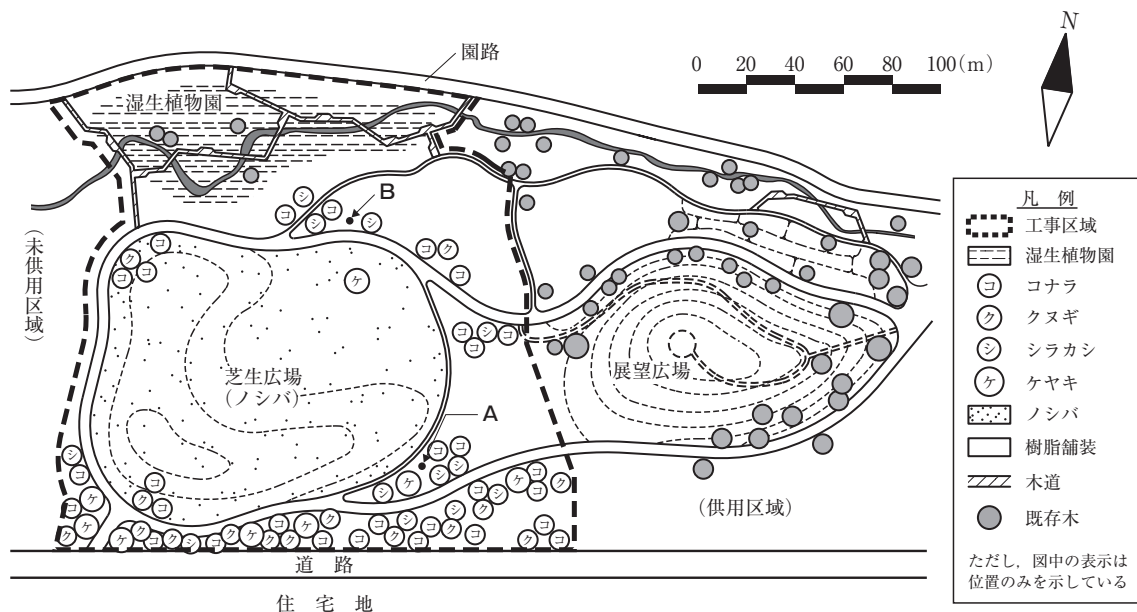 園路
N
0 20 40 60 80 100(m)
湿生植物園
B
(未供用区域)
芝生広場
(ノシバ)
A
展望広場
(供用区域)
道 路
住 宅 地
凡 例
工事区域
湿生植物園
コ コナラ
ク クヌギ
シ シラカシ
ケ ケヤキ
ノシバ
樹脂舗装
木道
既存木
ただし,図中の表示は
位置のみを示している